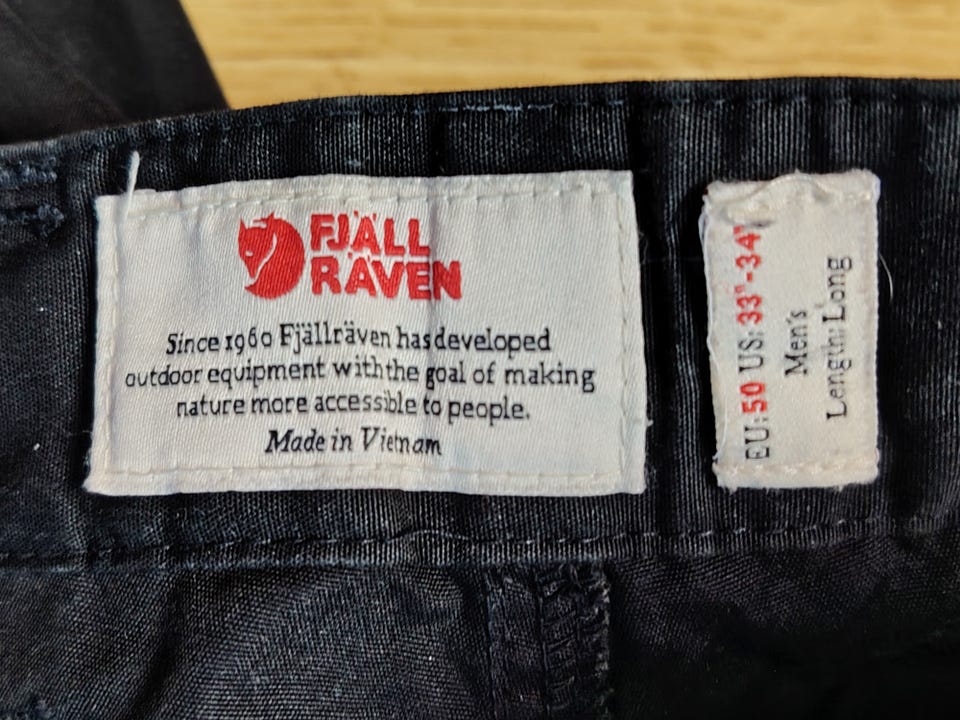 FJÄLL
RÄVEN
Since 1960 Fjällräven has developed
outdoor equipment with the goal of making
nature more accessible to people.
Made in Vietnam
EU: 50 US: 33"-34"
Men's
Length: Long